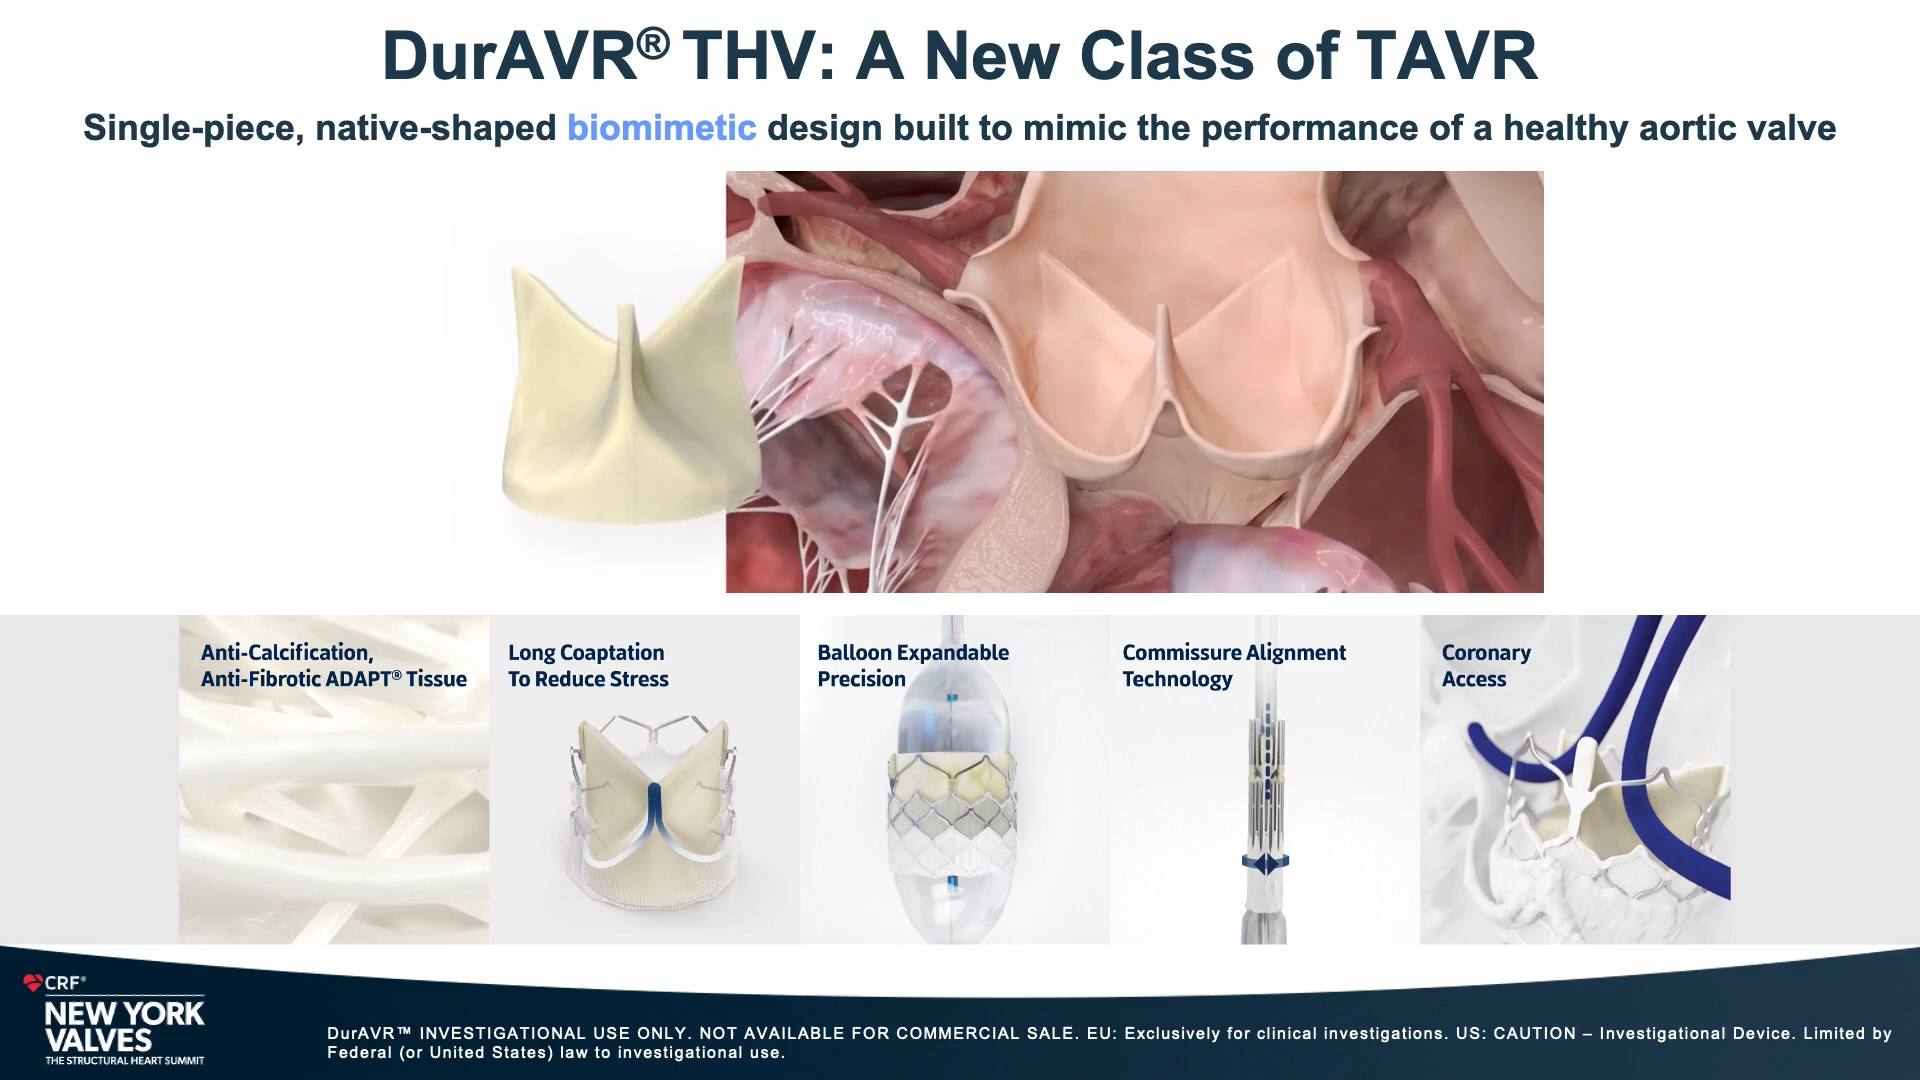 DurAVR® THV: A New Class of TAVR
Single-piece, native-shaped biomimetic design built to mimic the performance of a healthy aortic valve
Anti-Calcification,
Anti-Fibrotic ADAPT® Tissue
Long Coaptation
To Reduce Stress
Balloon Expandable
Precision
Commissure Alignment
Technology
Coronary
Access
CRF®
NEW YORK
VALVES
THE STRUCTURAL HEART SUMMIT
DurAVR™ INVESTIGATIONAL USE ONLY. NOT AVAILABLE FOR COMMERCIAL SALE. EU: Exclusively for clinical investigations. US: CAUTION – Investigational Device. Limited by
Federal (or United States) law to investigational use.